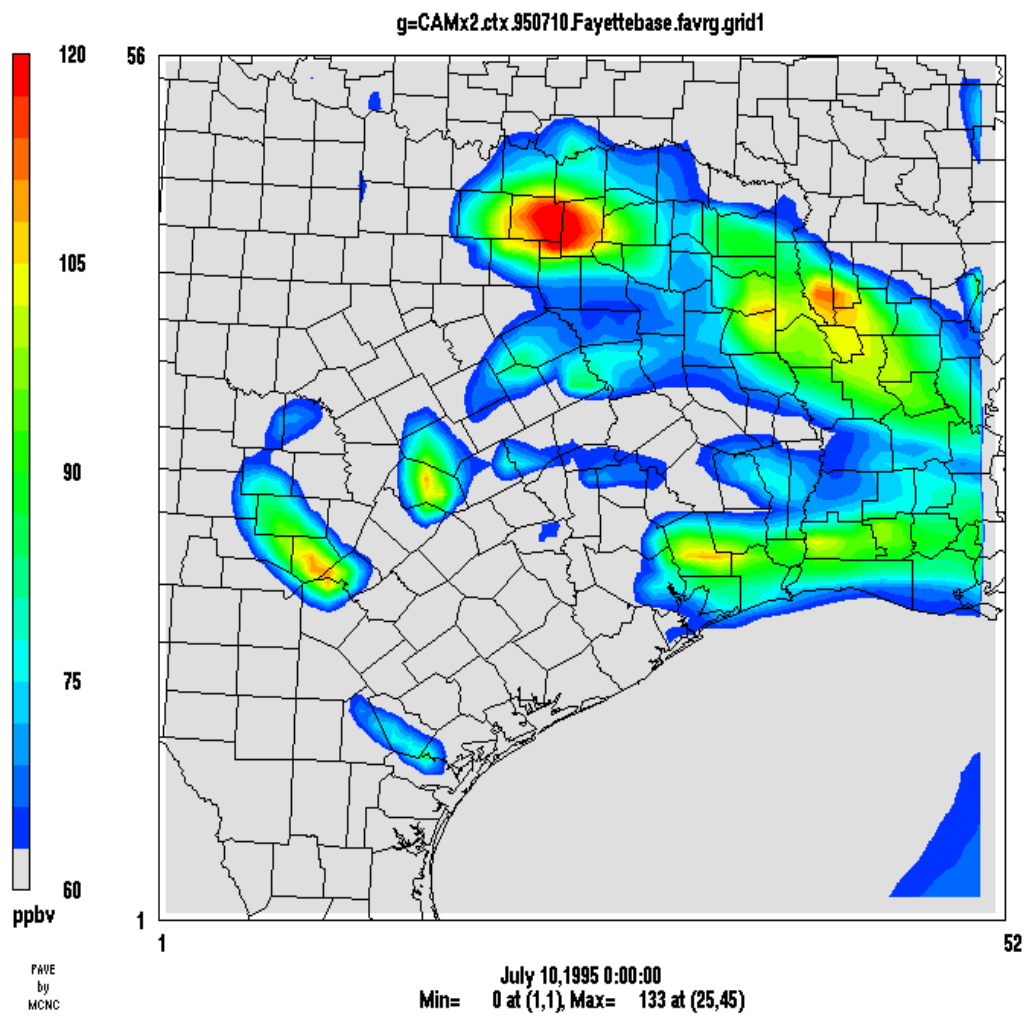 g=CAMx2.ctx.950710.Fayettebase.favrg.grid1
120
105
90
75
60
ppbv
PAVE
by
MCNC
56
1
1
52
July 10,1995 0:00:00
Min= 0 at (1,1), Max= 133 at (25,45)